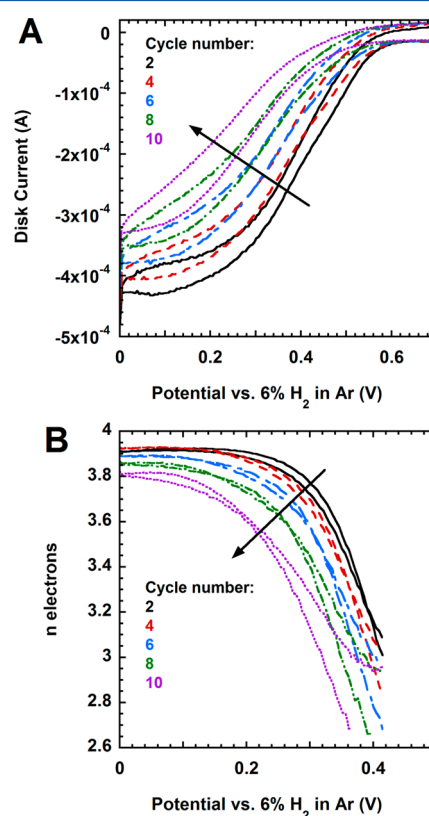 A
Cycle number:
2
4
6
8
10
0
-1x10⁻⁴
-2x10⁻⁴
-3x10⁻⁴
-4x10⁻⁴
-5x10⁻⁴
Disk Current (A)
0 0.2 0.4 0.6
Potential vs. 6% H₂ in Ar (V)
B
4
3.8
3.6
3.4
3.2
3
2.8
2.6
n electrons
Cycle number:
2
4
6
8
10
0 0.2 0.4
Potential vs. 6% H₂ in Ar (V)